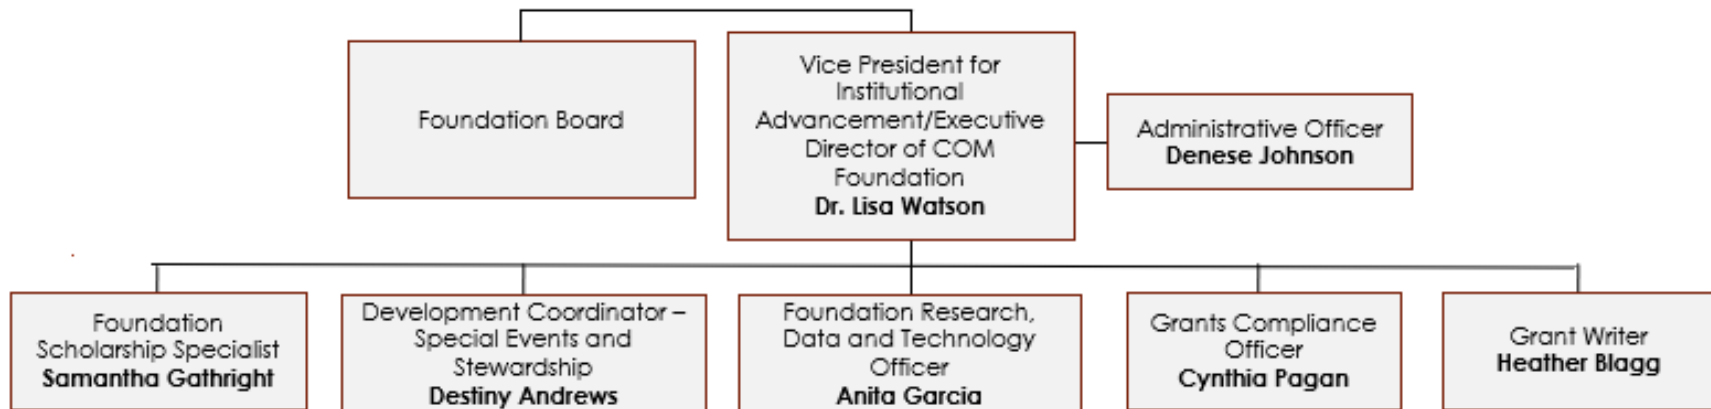 Foundation Board
Vice President for
Institutional
Advancement/Executive
Director of COM
Foundation
Dr. Lisa Watson
Administrative Officer
Denese Johnson
Foundation
Scholarship Specialist
Samantha Gathright
Development Coordinator –
Special Events and
Stewardship
Destiny Andrews
Foundation Research,
Data and Technology
Officer
Anita Garcia
Grants Compliance
Officer
Cynthia Pagan
Grant Writer
Heather Blagg